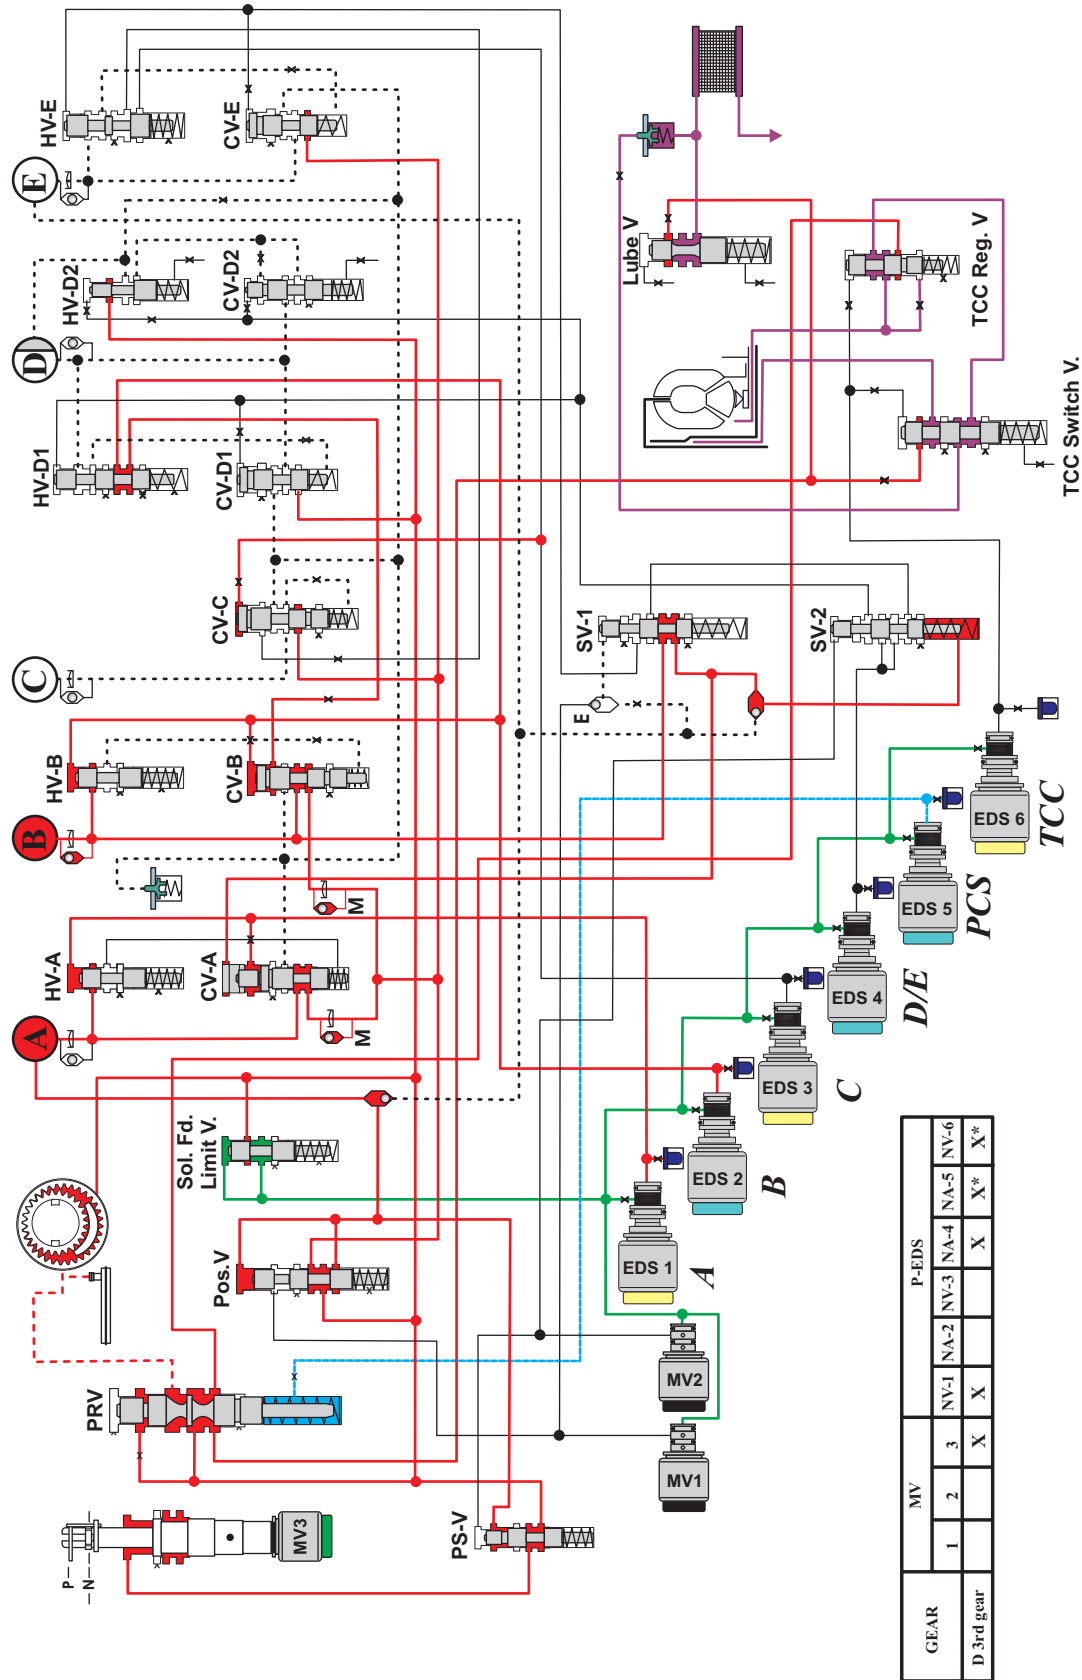 E
HV-E
CV-E
D
HV-D2
CV-D2
HV-D1
CV-D1
C
CV-C
B
HV-B
CV-B
M
A
HV-A
CV-A
M
Lube V
TCC Reg. V
TCC Switch V.
SV-1
SV-2
E
Sol. Fd.
Limit V.
Pos.V
PRV
P
N
MV3
PS-V
EDS 6
TCC
EDS 5
PCS
EDS 4
D/E
EDS 3
C
EDS 2
B
EDS 1
A
MV2
MV1
GEAR MV P-EDS
1 2 3 NV-1 NA-2 NV-3 NA-4 NA-5 NV-6
D 3rd gear X X X X* X*